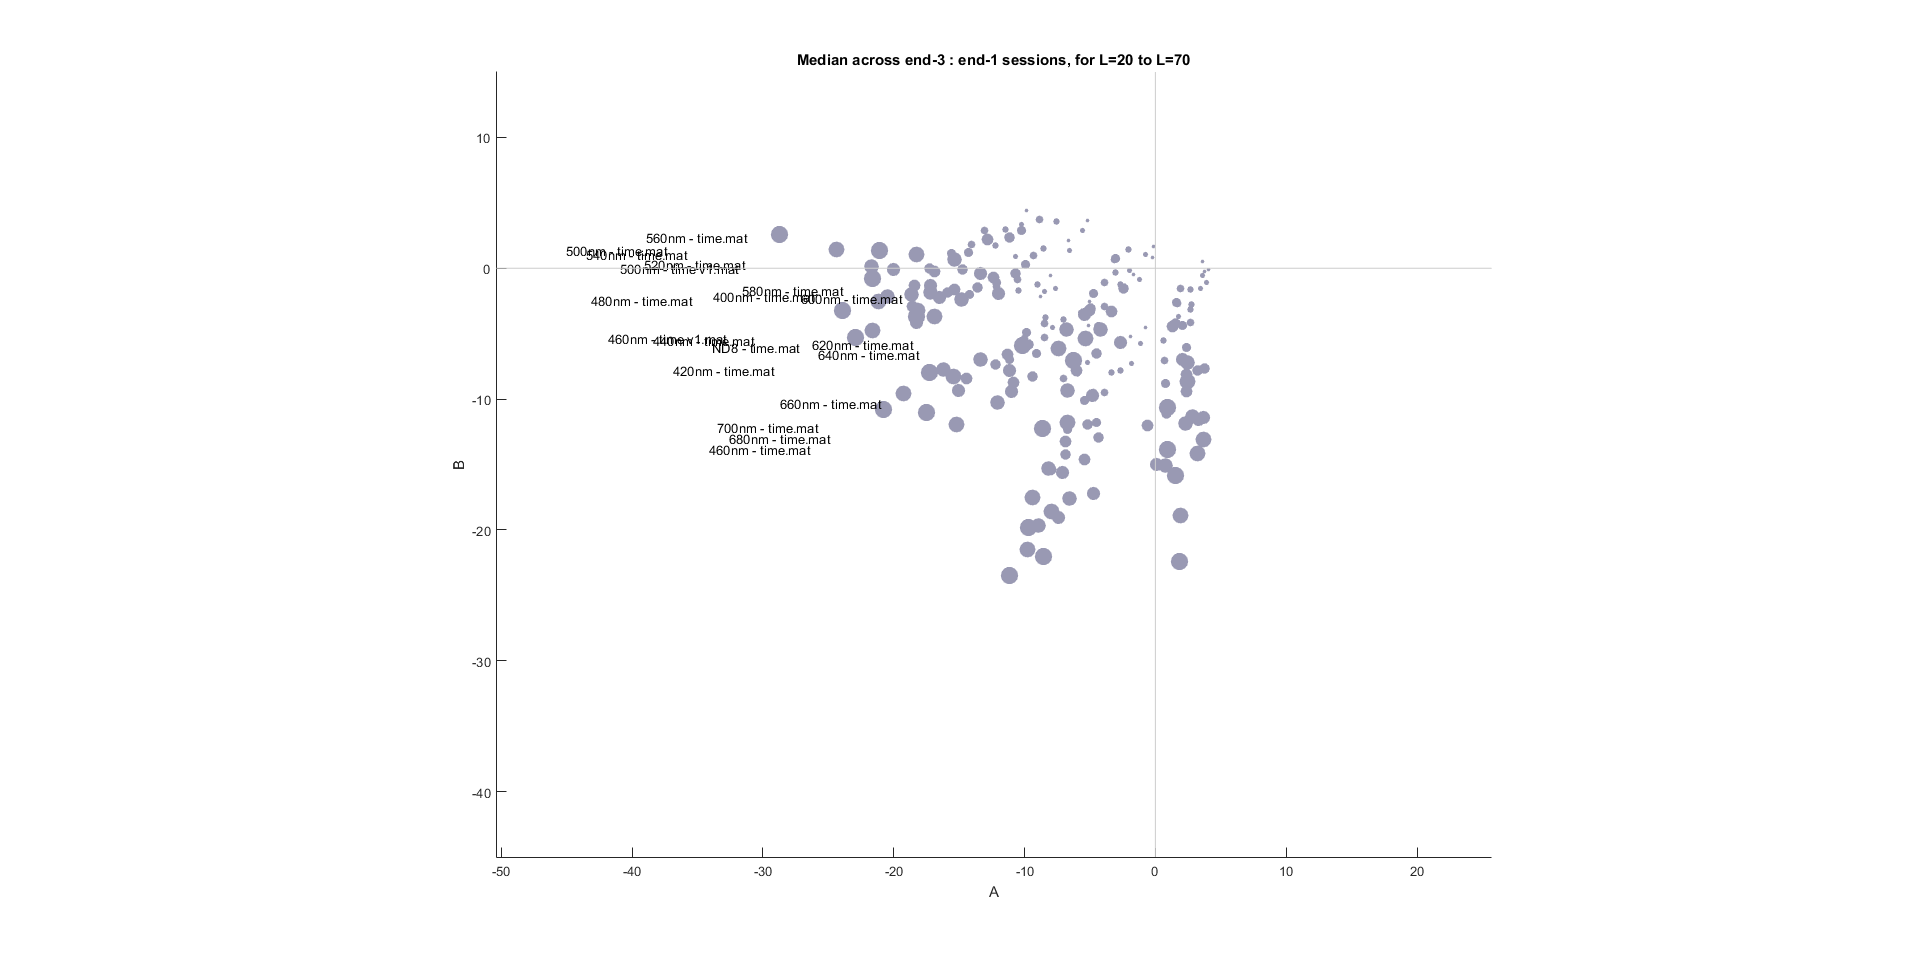 Median across end-3 : end-1 sessions, for L=20 to L=70
10
0
-10
-20
-30
-40
B
560nm - time.mat
500nm - time.mat
540nm - time.mat
520nm - time.mat
500nm - time v1.mat
580nm - time.mat
400nm - time.mat
600nm - time.mat
480nm - time.mat
460nm - time v1.mat
440nm - time.mat
ND8 - time.mat
620nm - time.mat
640nm - time.mat
420nm - time.mat
660nm - time.mat
700nm - time.mat
680nm - time.mat
460nm - time.mat
-50
-40
-30
-20
-10
0
10
20
A